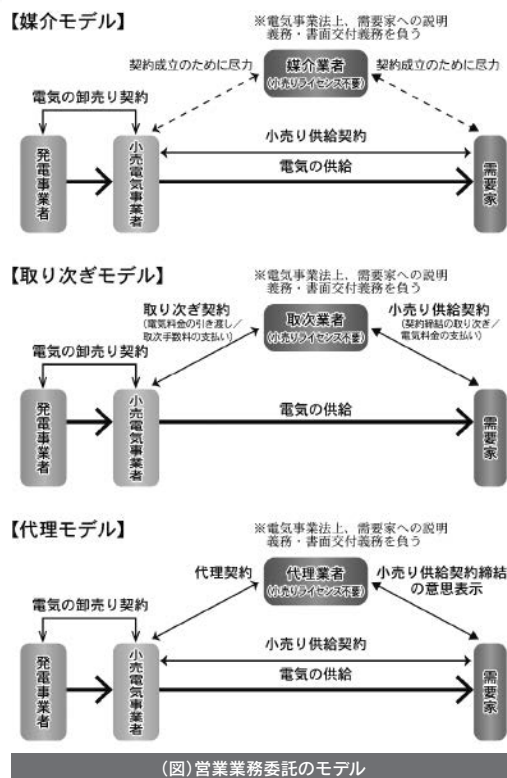 【媒介モデル】
※電気事業法上、需要家への説明
義務・書面交付義務を負う
契約成立のために尽力
媒介業者
(小売りライセンス不要)
契約成立のために尽力
電気の卸売り契約
発電事業者
小売電気事業者
小売り供給契約
電気の供給
需要家
【取り次ぎモデル】
※電気事業法上、需要家への説明
義務・書面交付義務を負う
取り次ぎ契約
(電気料金の引き渡し/
取次手数料の支払い)
取次業者
(小売りライセンス不要)
小売り供給契約
(契約締結の取り次ぎ/
電気料金の支払い)
電気の卸売り契約
発電事業者
小売電気事業者
電気の供給
需要家
【代理モデル】
※電気事業法上、需要家への説明
義務・書面交付義務を負う
代理契約
代理業者
(小売りライセンス不要)
小売り供給契約締結
の意思表示
電気の卸売り契約
発電事業者
小売電気事業者
小売り供給契約
電気の供給
需要家
(図)営業業務委託のモデル